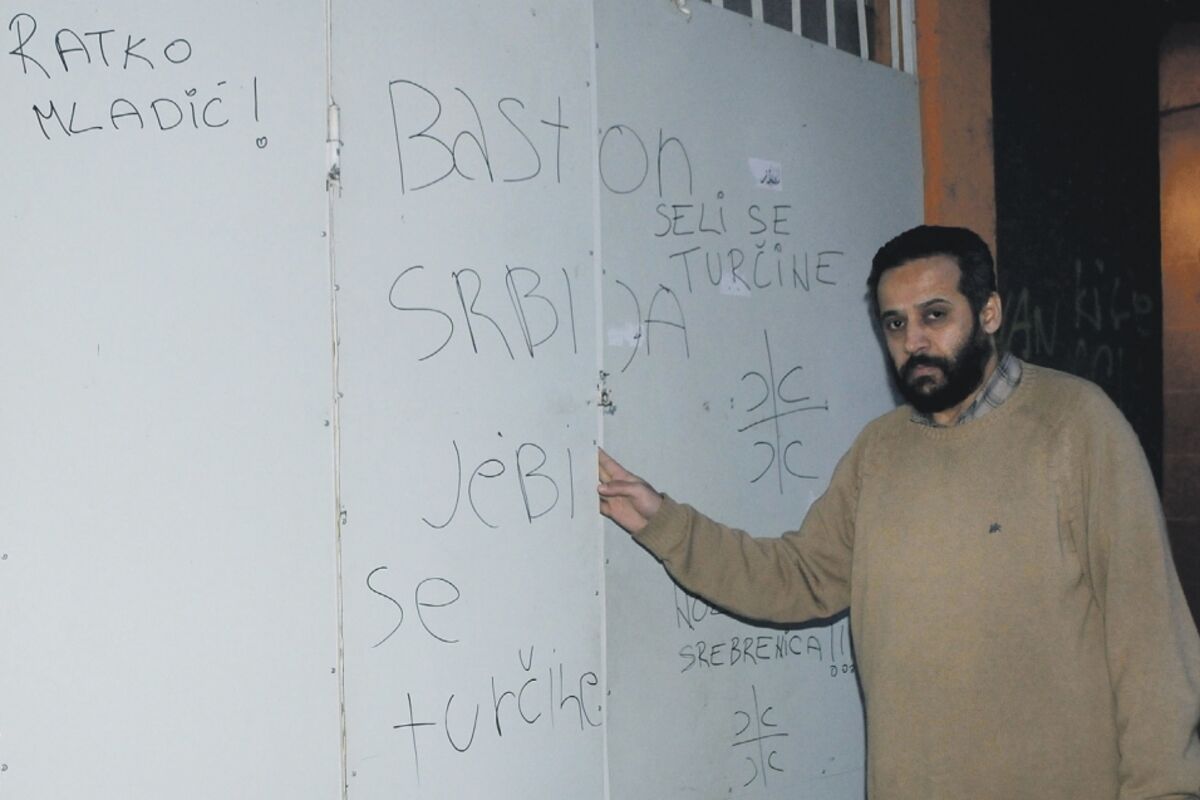 RATKO
MLADIĆ!
Baston
SRBIJA
JEBI
SE
turčine
SELI SE
TURČINE
SREBRENICA!!